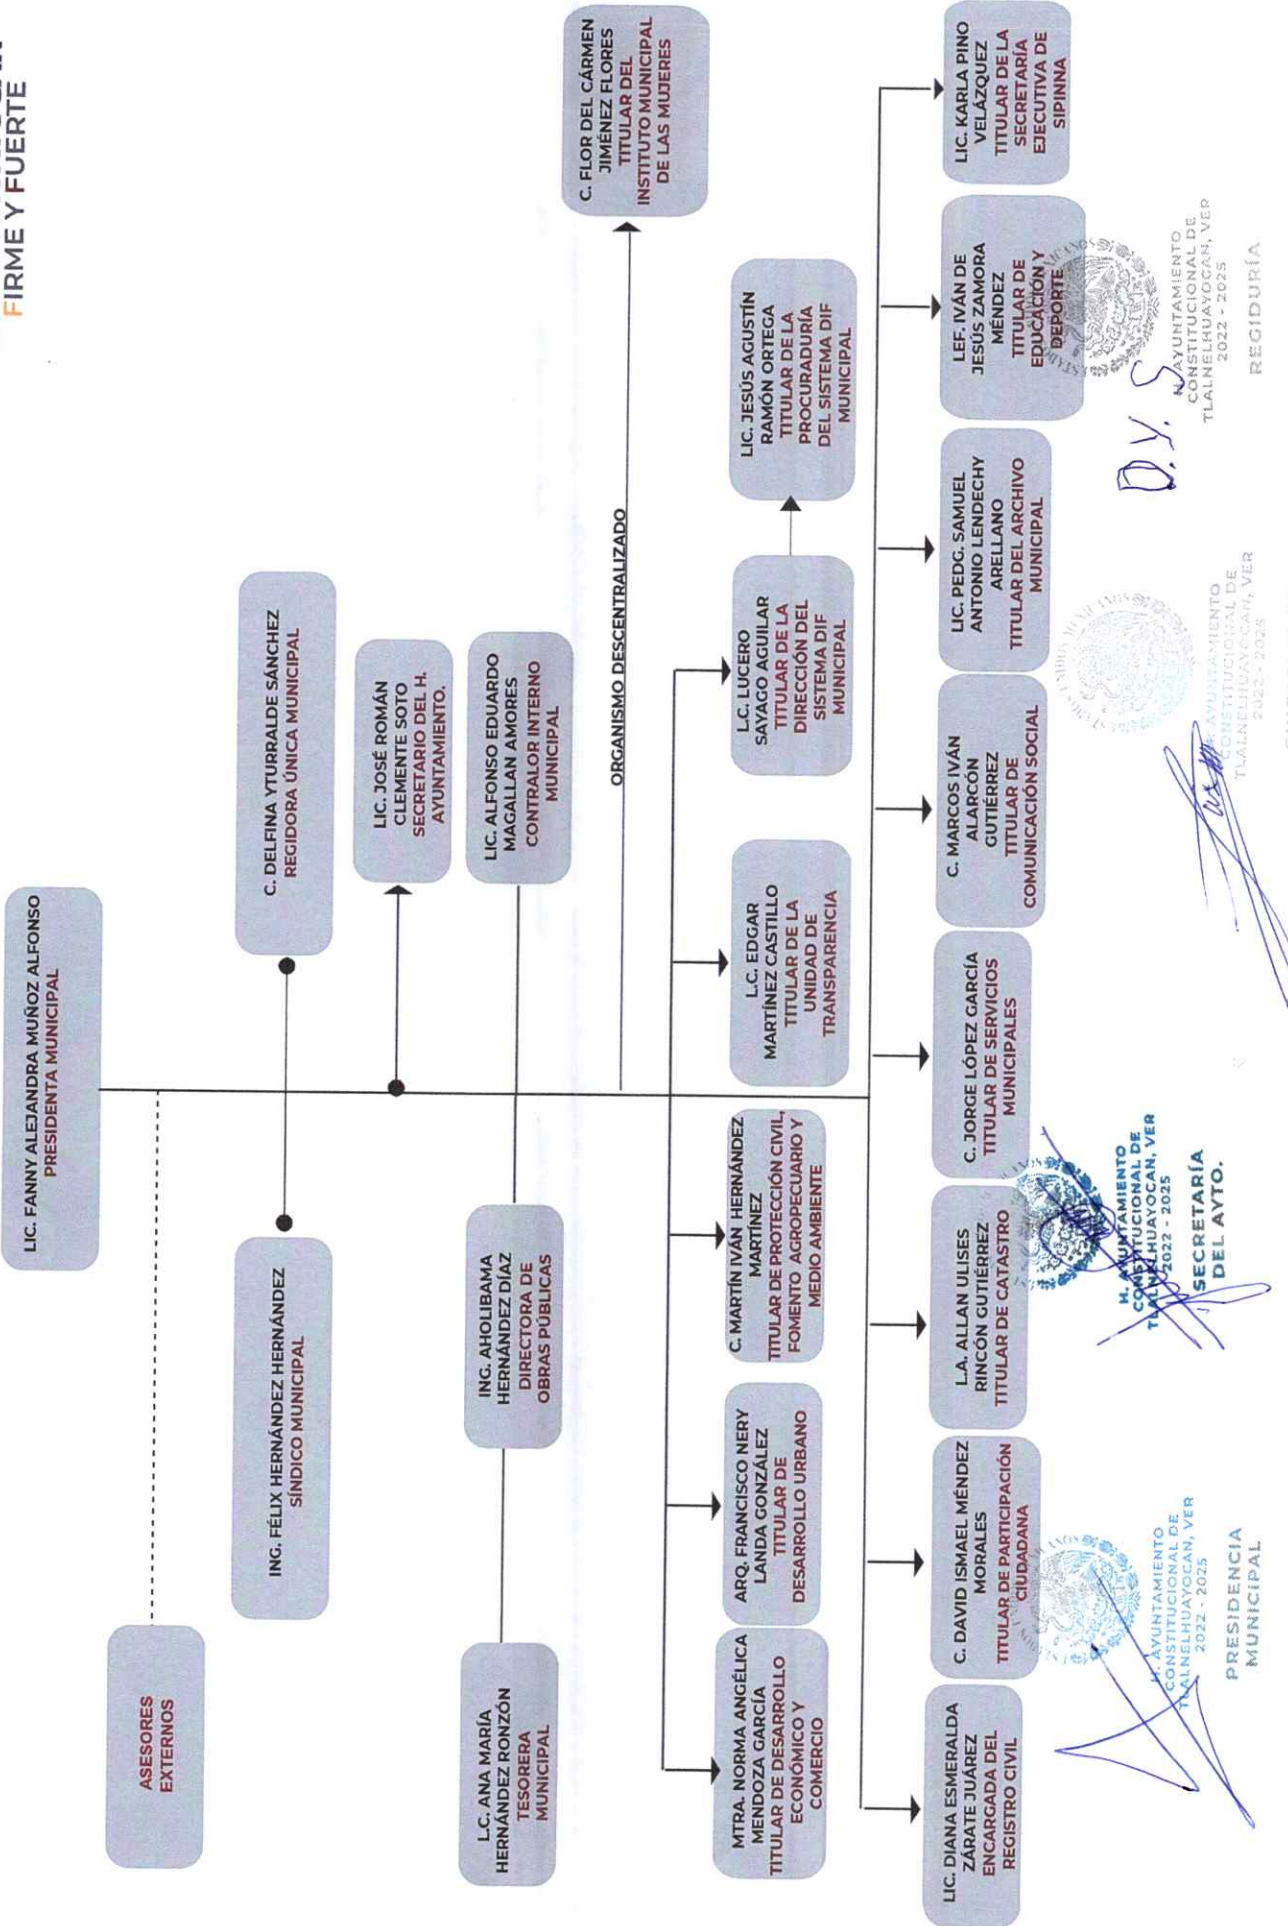 FIRME Y FUERTE
LIC. FANNY ALEJANDRA MUÑOZ ALFONSO
PRESIDENTA MUNICIPAL
ASESORES
EXTERNOS
ING. FÉLIX HERNÁNDEZ HERNÁNDEZ
SÍNDICO MUNICIPAL
C. DELFINA YTURRALDE SÁNCHEZ
REGIDORA ÚNICA MUNICIPAL
LIC. JOSÉ ROMÁN
CLEMENTE SOTO
SECRETARIO DEL H.
AYUNTAMIENTO.
L.C. ANA MARÍA
HERNÁNDEZ RONZÓN
TESORERA
MUNICIPAL
ING. AHOLIBAMA
HERNÁNDEZ DÍAZ
DIRECTORA DE
OBRAS PÚBLICAS
LIC. ALFONSO EDUARDO
MAGALLAN AMORES
CONTRALOR INTERNO
MUNICIPAL
ORGANISMO DESCENTRALIZADO
C. FLOR DEL CÁRMEN
JIMÉNEZ FLORES
TITULAR DEL
INSTITUTO MUNICIPAL
DE LAS MUJERES
MTRA. NORMA ANGÉLICA
MENDOZA GARCÍA
TITULAR DE DESARROLLO
ECONÓMICO Y
COMERCIO
ARQ. FRANCISCO NERY
LANDA GONZÁLEZ
TITULAR DE
DESARROLLO URBANO
C. MARTÍN IVÁN HERNÁNDEZ
MARTÍNEZ
TITULAR DE PROTECCIÓN CIVIL,
FOMENTO AGROPECUARIO Y
MEDIO AMBIENTE
L.C. EDGAR
MARTÍNEZ CASTILLO
TITULAR DE LA
UNIDAD DE
TRANSPARENCIA
L.C. LUCERO
SAYAGO AGUILAR
TITULAR DE LA
DIRECCIÓN DEL
SISTEMA DIF
MUNICIPAL
LIC. JESÚS AGUSTÍN
RAMÓN ORTEGA
TITULAR DE LA
PROCURADURÍA
DEL SISTEMA DIF
MUNICIPAL
LIC. DIANA ESMERALDA
ZÁRATE JUÁREZ
ENCARGADA DEL
REGISTRO CIVIL
C. DAVID ISMAEL MÉNDEZ
MORALES
TITULAR DE PARTICIPACIÓN
CIUDADANA
L.A. ALLAN ULISES
RINCÓN GUTIÉRREZ
TITULAR DE CATASTRO
C. JORGE LÓPEZ GARCÍA
TITULAR DE SERVICIOS
MUNICIPALES
C. MARCOS IVÁN
ALARCÓN
GUTIÉRREZ
TITULAR DE
COMUNICACIÓN SOCIAL
LIC. PEDG. SAMUEL
ANTONIO LENDECHY
ARELLANO
TITULAR DEL ARCHIVO
MUNICIPAL
LEF. IVÁN DE
JESÚS ZAMORA
MÉNDEZ
TITULAR DE
EDUCACIÓN Y
DEPORTE
LIC. KARLA PINO
VELÁZQUEZ
TITULAR DE LA
SECRETARÍA
EJECUTIVA DE
SIPINNA
H. AYUNTAMIENTO
CONSTITUCIONAL DE
TLALNELHUAYOCAN, VER
2022 - 2025
PRESIDENCIA
MUNICIPAL
H. AYUNTAMIENTO
CONSTITUCIONAL DE
TLALNELHUAYOCAN, VER
2022 - 2025
SECRETARÍA
DEL AYTO.
H. AYUNTAMIENTO
CONSTITUCIONAL DE
TLALNELHUAYOCAN, VER
2022 - 2025
D.Y. S
H. AYUNTAMIENTO
CONSTITUCIONAL DE
TLALNELHUAYOCAN, VER
2022 - 2025
REGIDURÍA